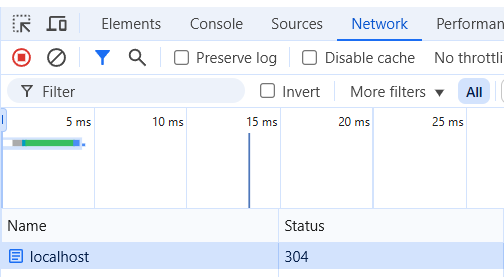 Elements Console Sources Network Performa
Preserve log Disable cache No throttli
Filter Invert More filters All
5 ms 10 ms 15 ms 20 ms 25 ms
Name Status
localhost 304